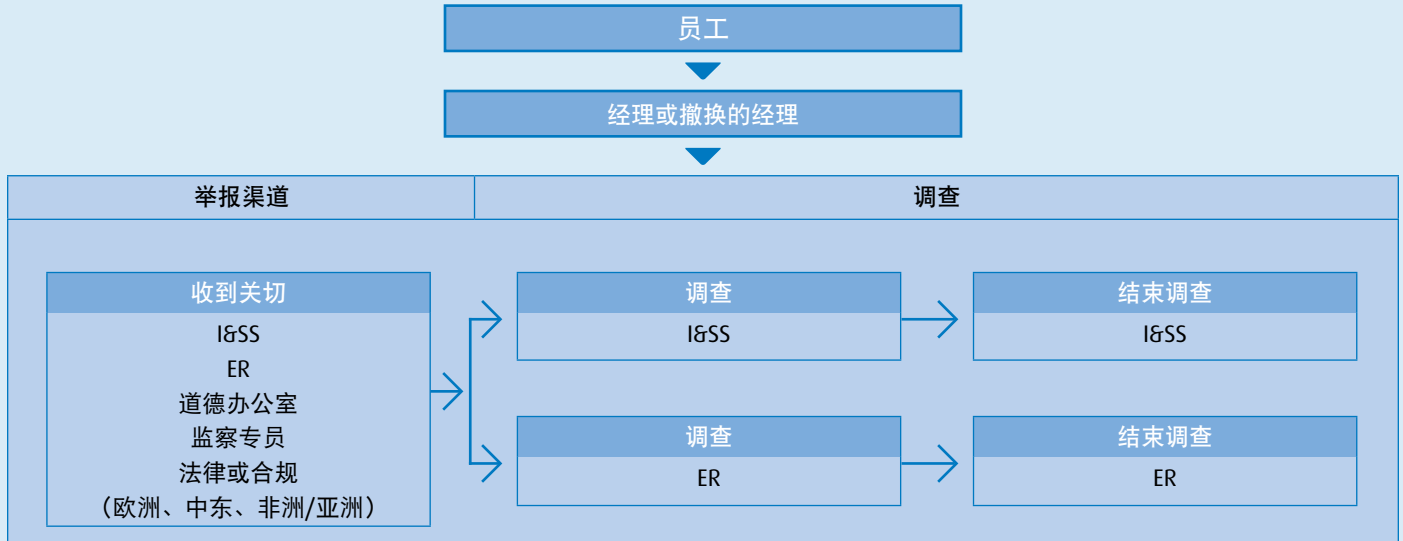 员工
经理或撤换的经理
举报渠道
调查
收到关切
I&SS
ER
道德办公室
监察专员
法律或合规
（欧洲、中东、非洲/亚洲）
调查
I&SS
结束调查
I&SS
调查
ER
结束调查
ER